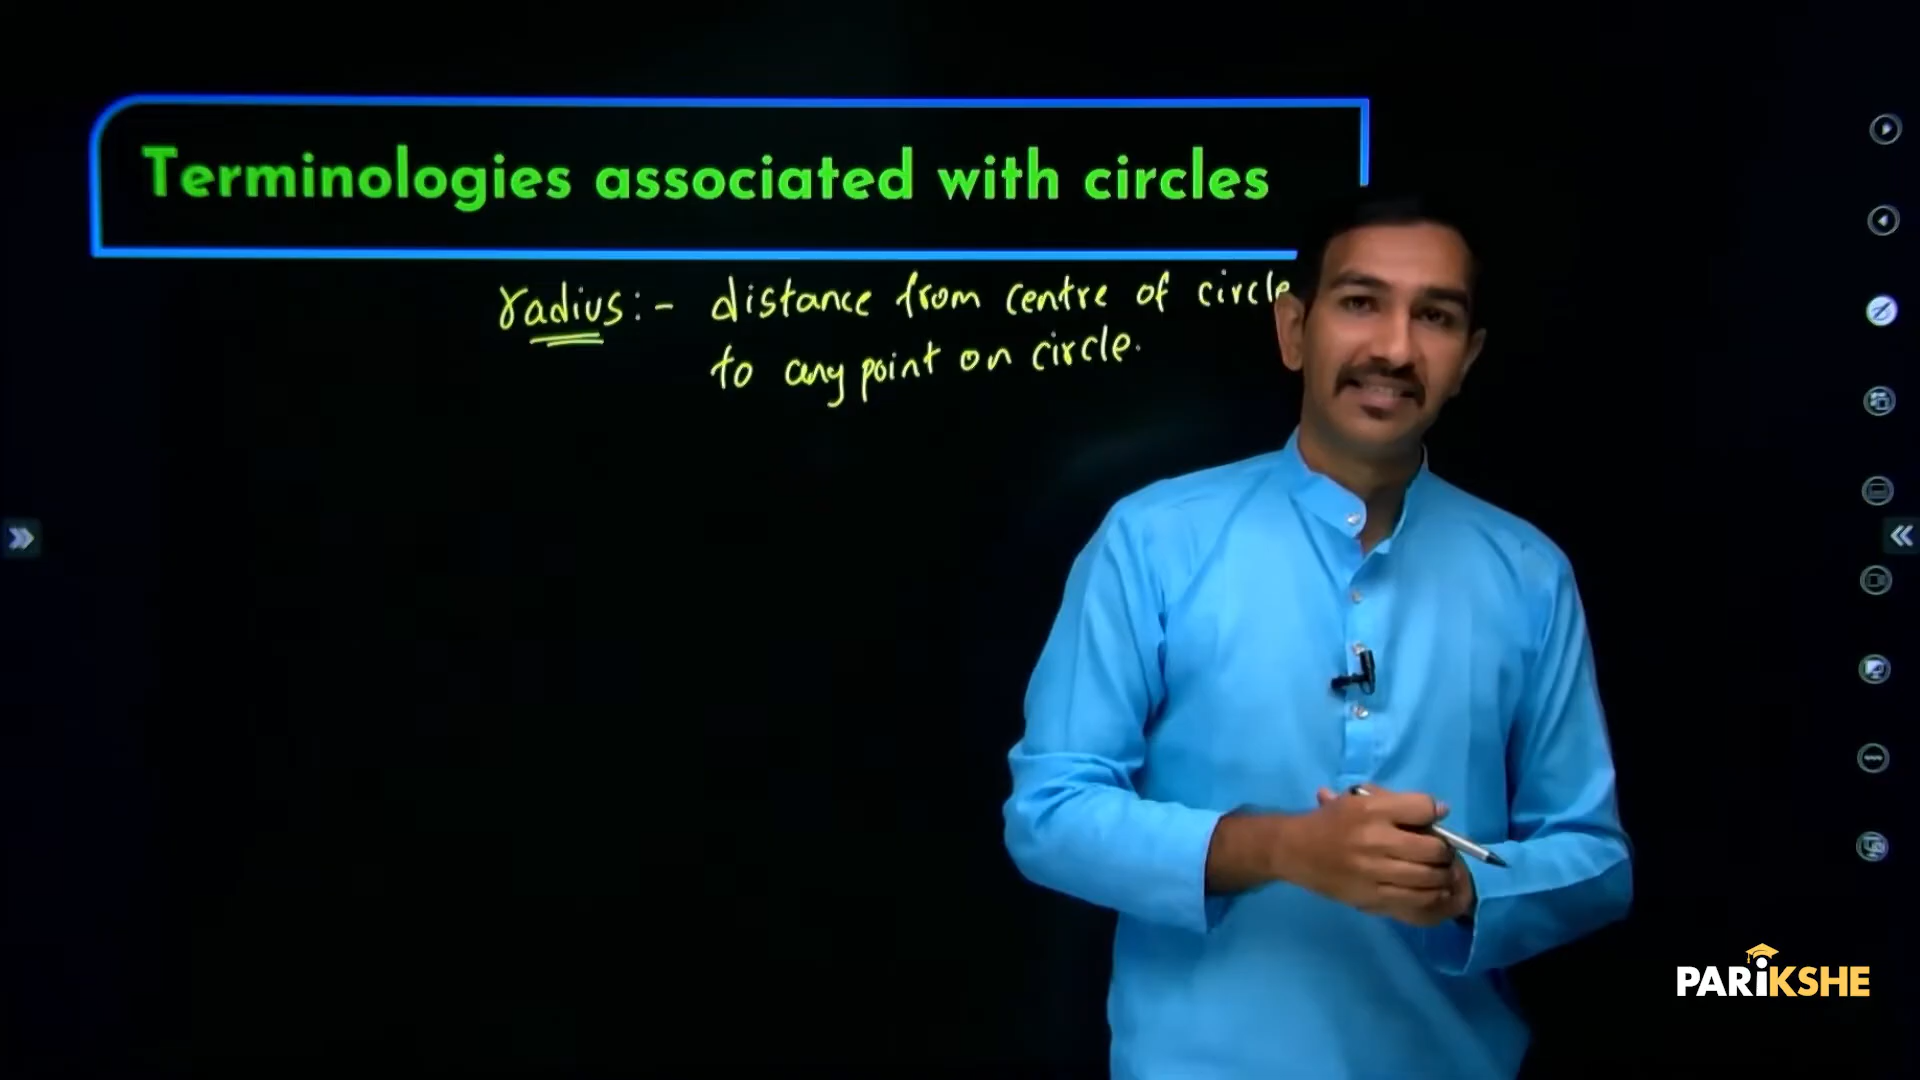 Terminologies associated with circles
radius:- distance from centre of circle
to any point on circle.
PARiKSHE